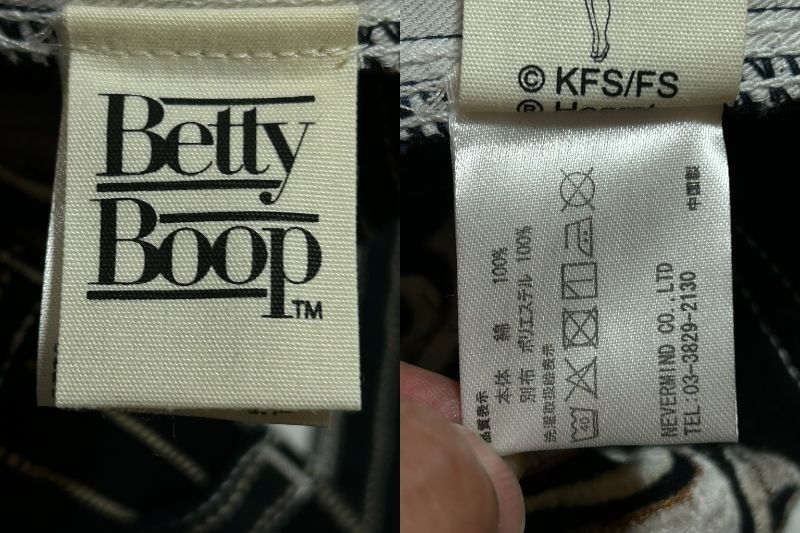 Betty
Boop
TM
© KFS/FS
品質表示
本体 綿 100%
別布 ポリエステル 100%
洗濯取扱絵表示
40
NEVERMIND CO.,LTD
TEL:03-3829-2130
中国製